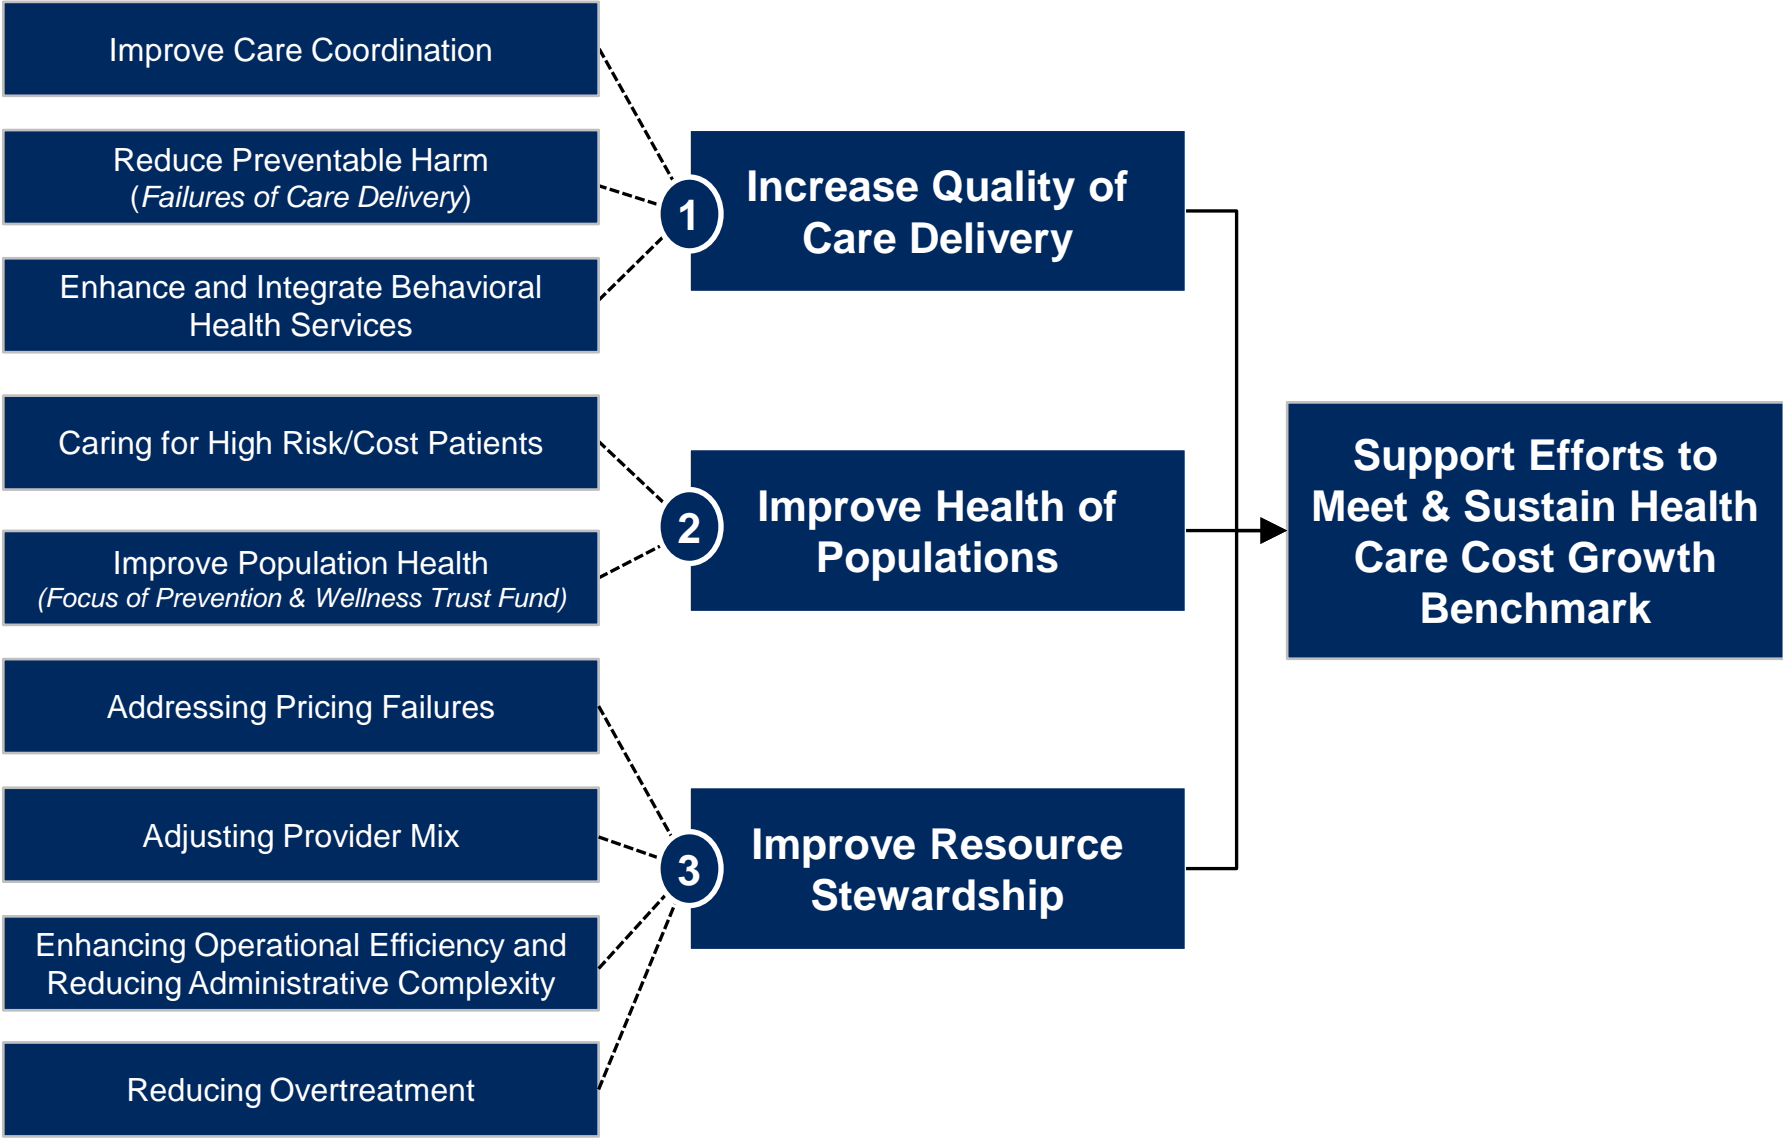 Improve Care Coordination
Reduce Preventable Harm
(Failures of Care Delivery)
Enhance and Integrate Behavioral
Health Services
1
Increase Quality of
Care Delivery
Caring for High Risk/Cost Patients
Improve Population Health
(Focus of Prevention & Wellness Trust Fund)
2
Improve Health of
Populations
Addressing Pricing Failures
Adjusting Provider Mix
Enhancing Operational Efficiency and
Reducing Administrative Complexity
Reducing Overtreatment
3
Improve Resource
Stewardship
Support Efforts to
Meet & Sustain Health
Care Cost Growth
Benchmark